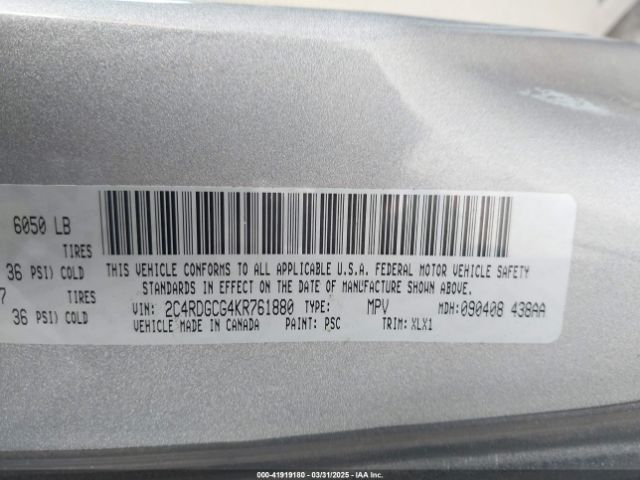 6050 LB
TIRES
36 PSI) COLD
7
TIRES
36 PSI) COLD
THIS VEHICLE CONFORMS TO ALL APPLICABLE U.S.A. FEDERAL MOTOR VEHICLE SAFETY
STANDARDS IN EFFECT ON THE DATE OF MANUFACTURE SHOWN ABOVE.
VIN: 2C4RDGCG4KR761880 TYPE: MPV MDH: 090408 438AA
VEHICLE MADE IN CANADA PAINT: PSC TRIM: XLX1
000-41919180 | 03/31/2025 | IAA Inc.